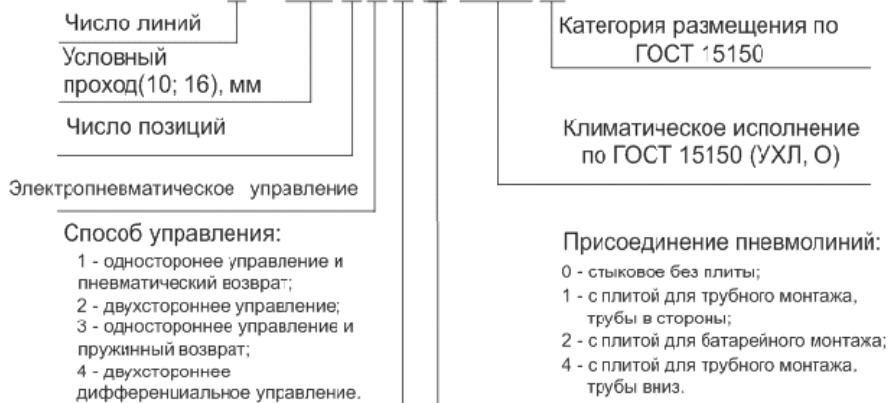 Число линий
Условный
проход(10; 16), мм
Число позиций
Электропневматическое управление
Способ управления:
1 - одностоpонее управление и
пневматический возврат;
2 - двухстороннее управление;
3 - одностороннее управление и
пружинный возврат;
4 - двухстороннее
дифференциальное управление.
Категория размещения по
ГОСТ 15150
Климатическое исполнение
по ГОСТ 15150 (УХЛ, О)
Присоединение пневмолиний:
0 - стыковое без плиты;
1 - с плитой для трубного монтажа,
трубы в стороны;
2 - с плитой для батарейного монтажа;
4 - с плитой для трубного монтажа.
трубы вниз.